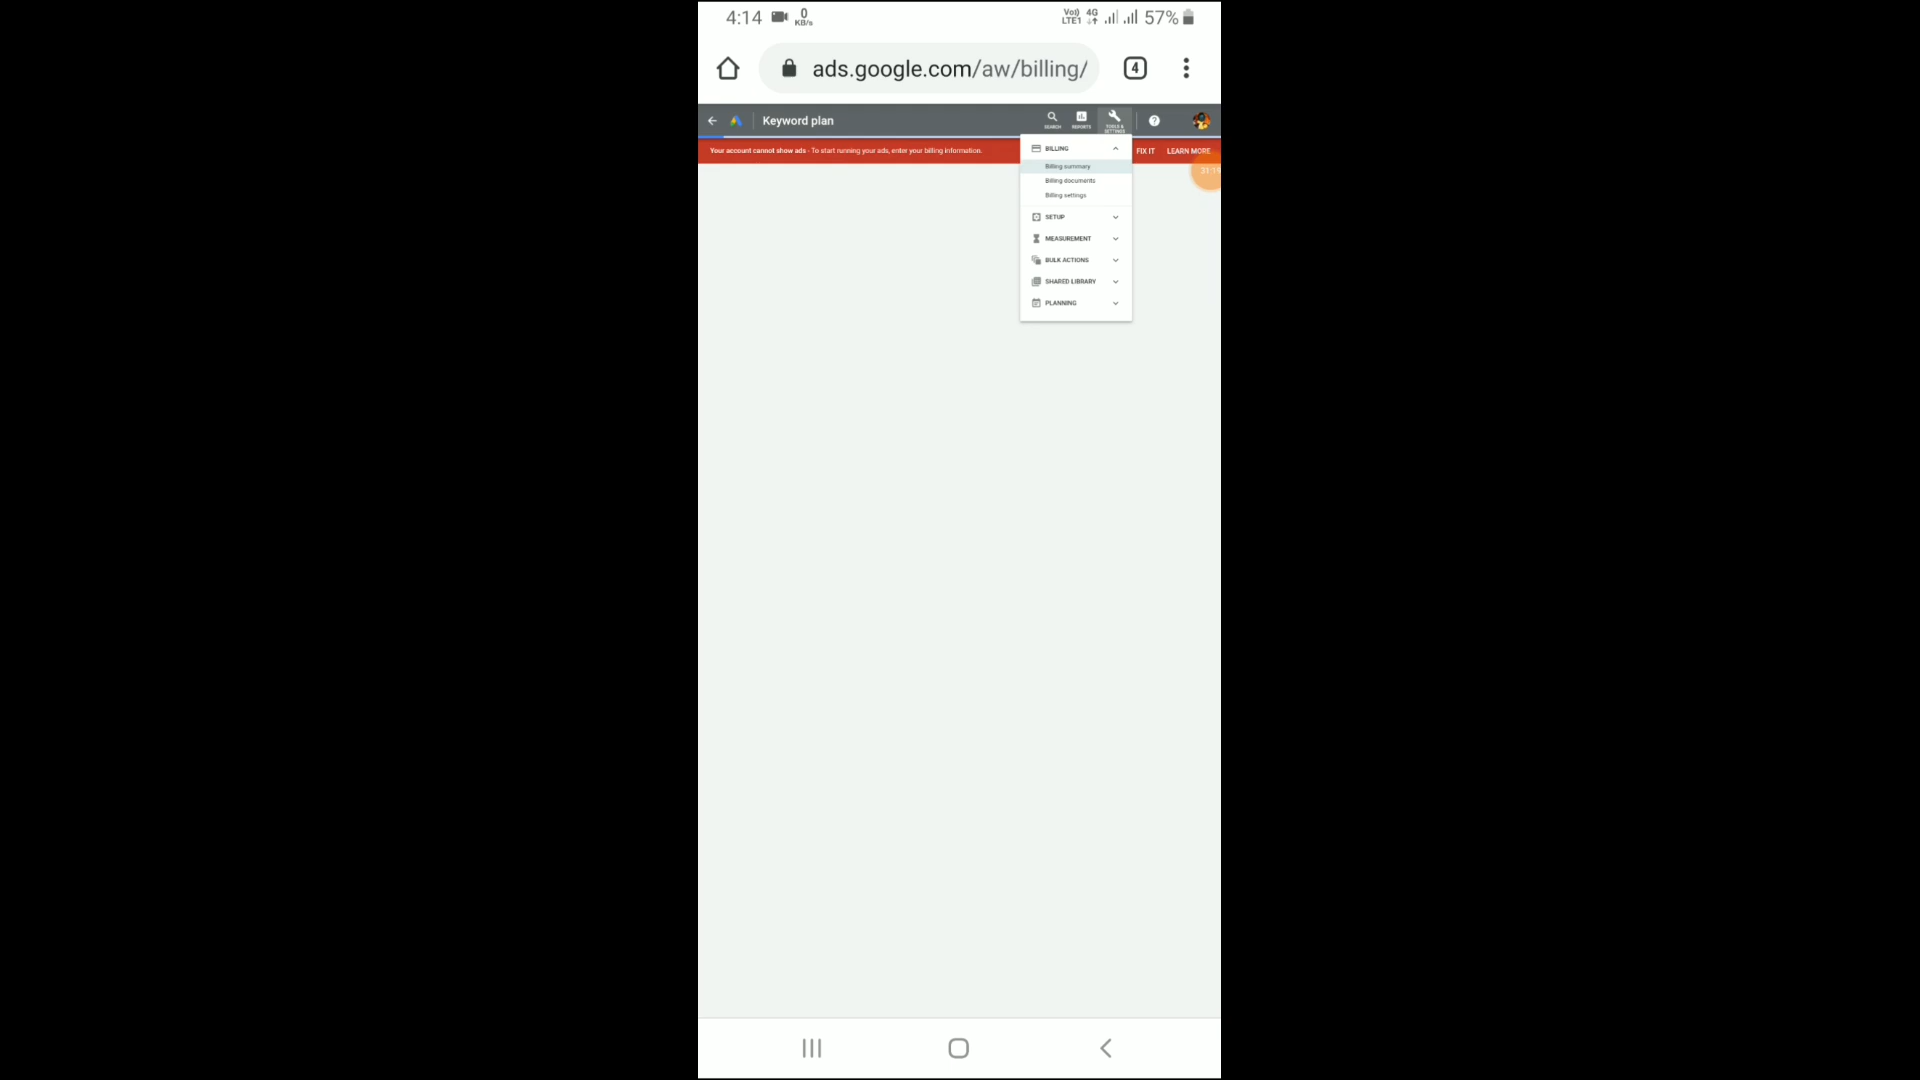 4:14
0
KB/s
Vo))
LTE1
4G
57%
ads.google.com/aw/billing/
4
Keyword plan
SEARCH
REPORTS
TOOLS &
SETTINGS
Your account cannot show ads - To start running your ads, enter your billing information.
FIX IT
LEARN MORE
BILLING
Billing summary
Billing documents
Billing settings
SETUP
MEASUREMENT
BULK ACTIONS
SHARED LIBRARY
PLANNING